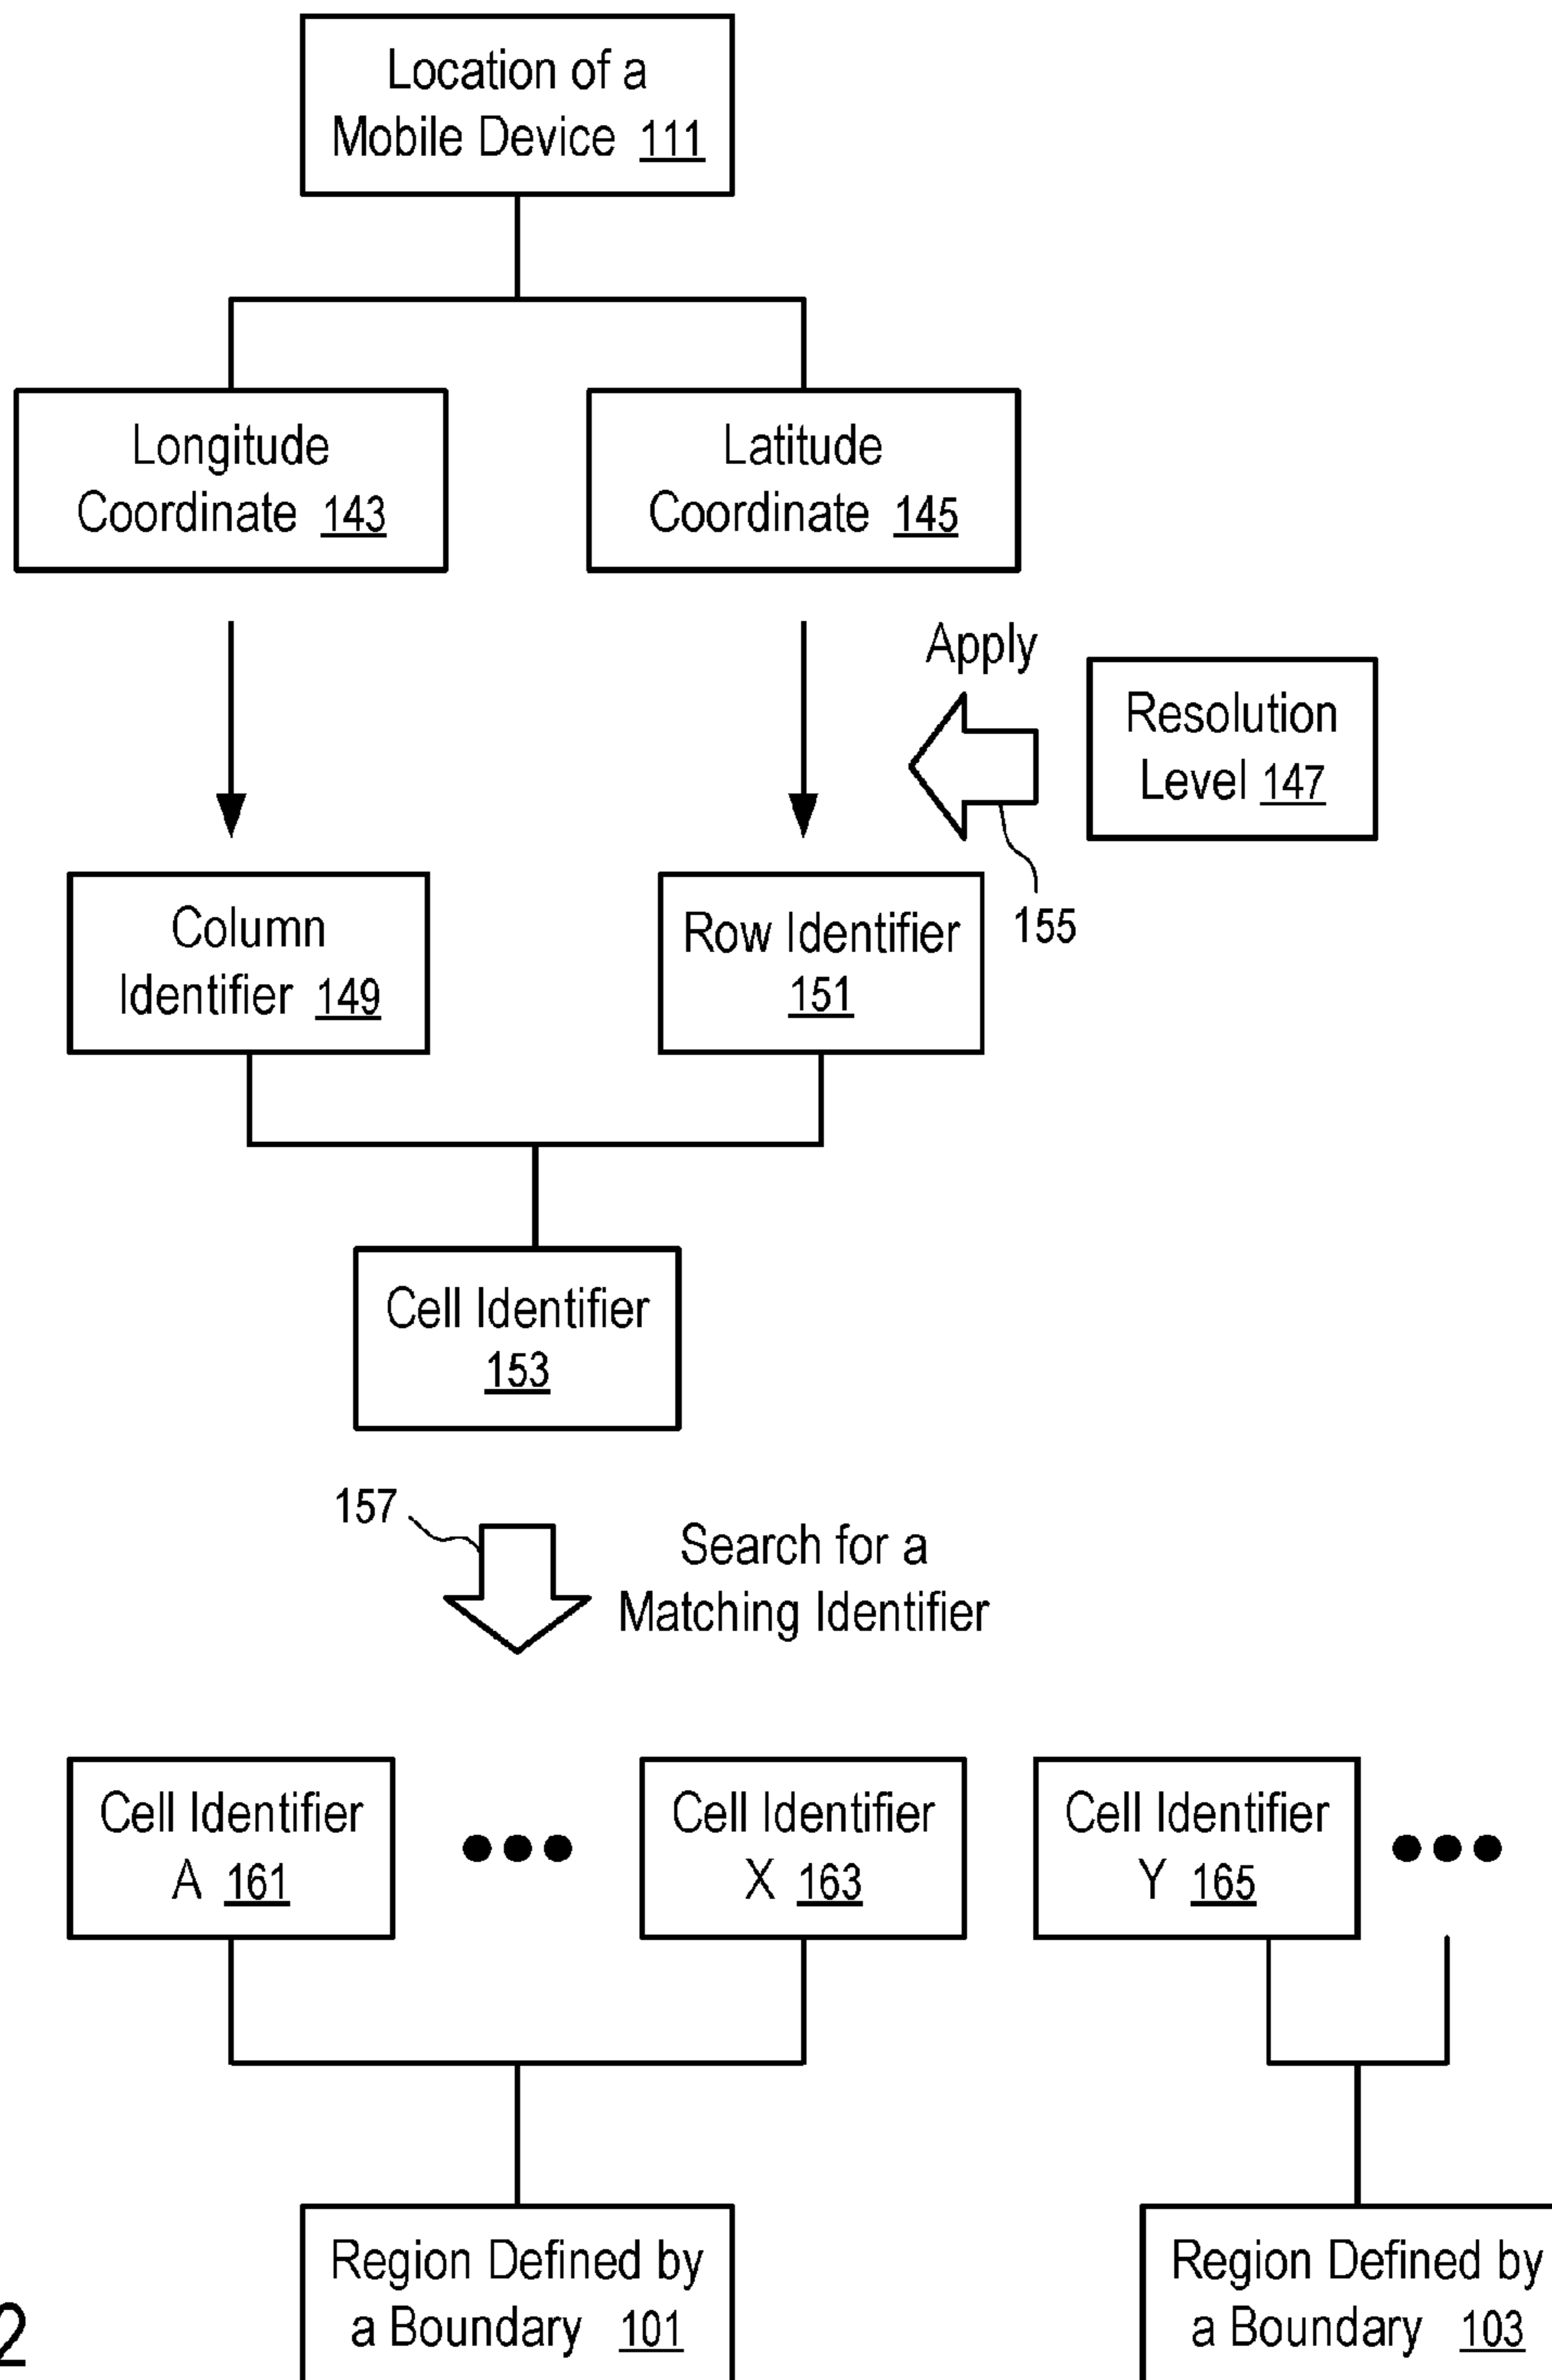 Location of a
Mobile Device 111
Longitude
Coordinate 143
Latitude
Coordinate 145
Apply
Resolution
Level 147
155
Column
Identifier 149
Row Identifier
151
Cell Identifier
153
157
Search for a
Matching Identifier
Cell Identifier
A 161
Cell Identifier
X 163
Cell Identifier
Y 165
Region Defined by
a Boundary 101
Region Defined by
a Boundary 103
2